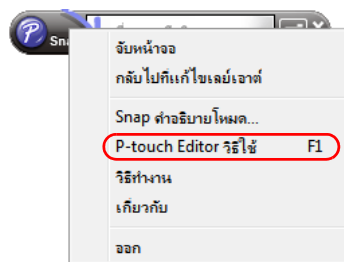 Sna
จับหน้าจอ
กลับไปที่แก้ไขเลย์เอาต์
Snap คำอธิบายโหมด...
P-touch Editor วิธีใช้ F1
วิธีทำงาน
เกี่ยวกับ
ออก